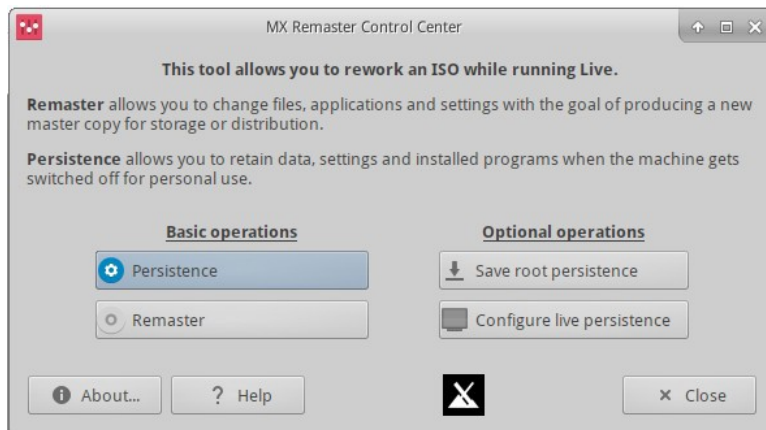 MX Remaster Control Center
This tool allows you to rework an ISO while running Live.
Remaster allows you to change files, applications and settings with the goal of producing a new
master copy for storage or distribution.
Persistence allows you to retain data, settings and installed programs when the machine gets
switched off for personal use.
Basic operations
Optional operations
Persistence
Save root persistence
Remaster
Configure live persistence
About...
? Help
Close